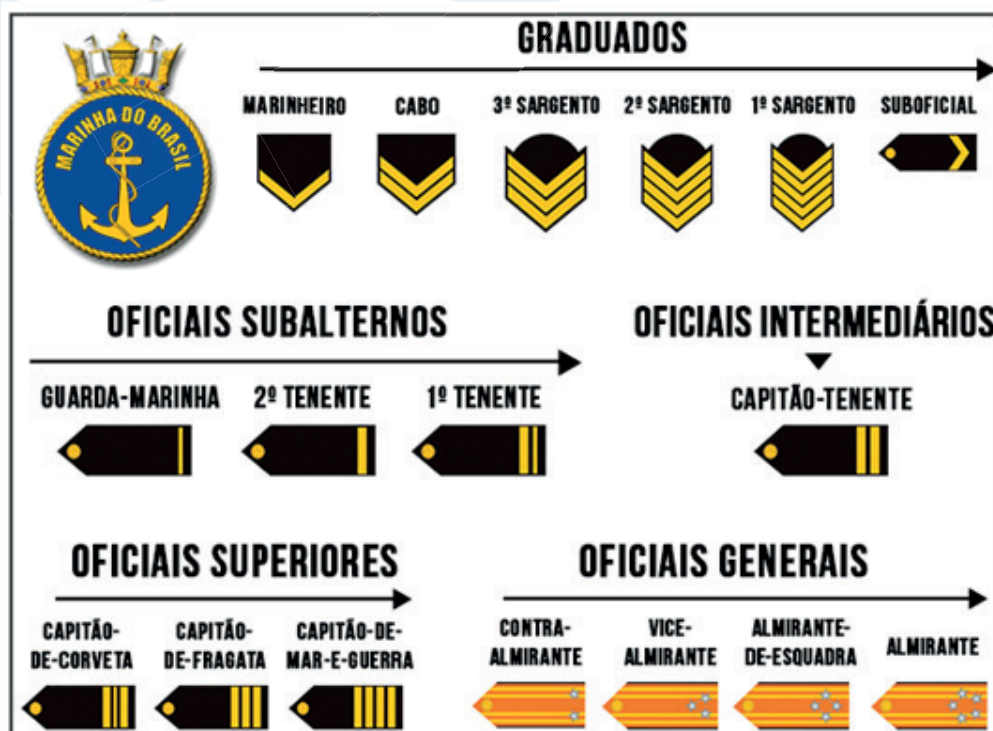 MARINHA DO BRASIL
GRADUADOS
MARINHEIRO CABO 3º SARGENTO 2º SARGENTO 1º SARGENTO SUBOFICIAL
OFICIAIS SUBALTERNOS
GUARDA-MARINHA 2º TENENTE 1º TENENTE
OFICIAIS INTERMEDIÁRIOS
CAPITÃO-TENENTE
OFICIAIS SUPERIORES
CAPITÃO-
DE-CORVETA
CAPITÃO-
DE-FRAGATA
CAPITÃO-DE-
MAR-E-GUERRA
OFICIAIS GENERAIS
CONTRA-
ALMIRANTE
VICE-
ALMIRANTE
ALMIRANTE-
DE-ESQUADRA
ALMIRANTE